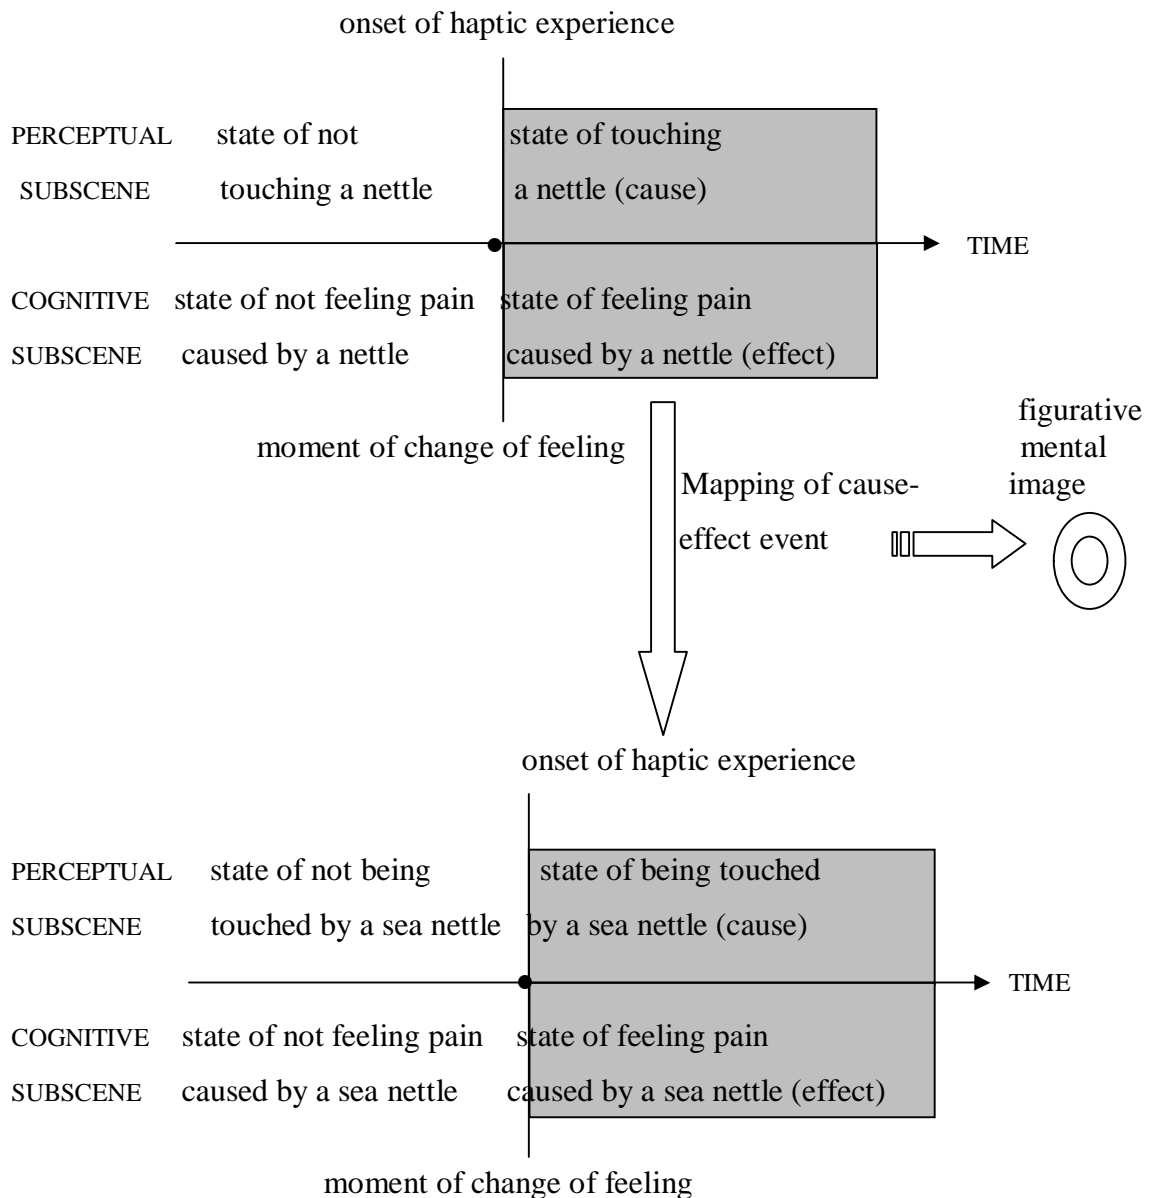 onset of haptic experience
PERCEPTUAL state of not state of touching
SUBSCENE touching a nettle a nettle (cause)
TIME
COGNITIVE state of not feeling pain state of feeling pain
SUBSCENE caused by a nettle caused by a nettle (effect)
moment of change of feeling
figurative
mental
image
Mapping of cause-
effect event
onset of haptic experience
PERCEPTUAL state of not being state of being touched
SUBSCENE touched by a sea nettle by a sea nettle (cause)
TIME
COGNITIVE state of not feeling pain state of feeling pain
SUBSCENE caused by a sea nettle caused by a sea nettle (effect)
moment of change of feeling